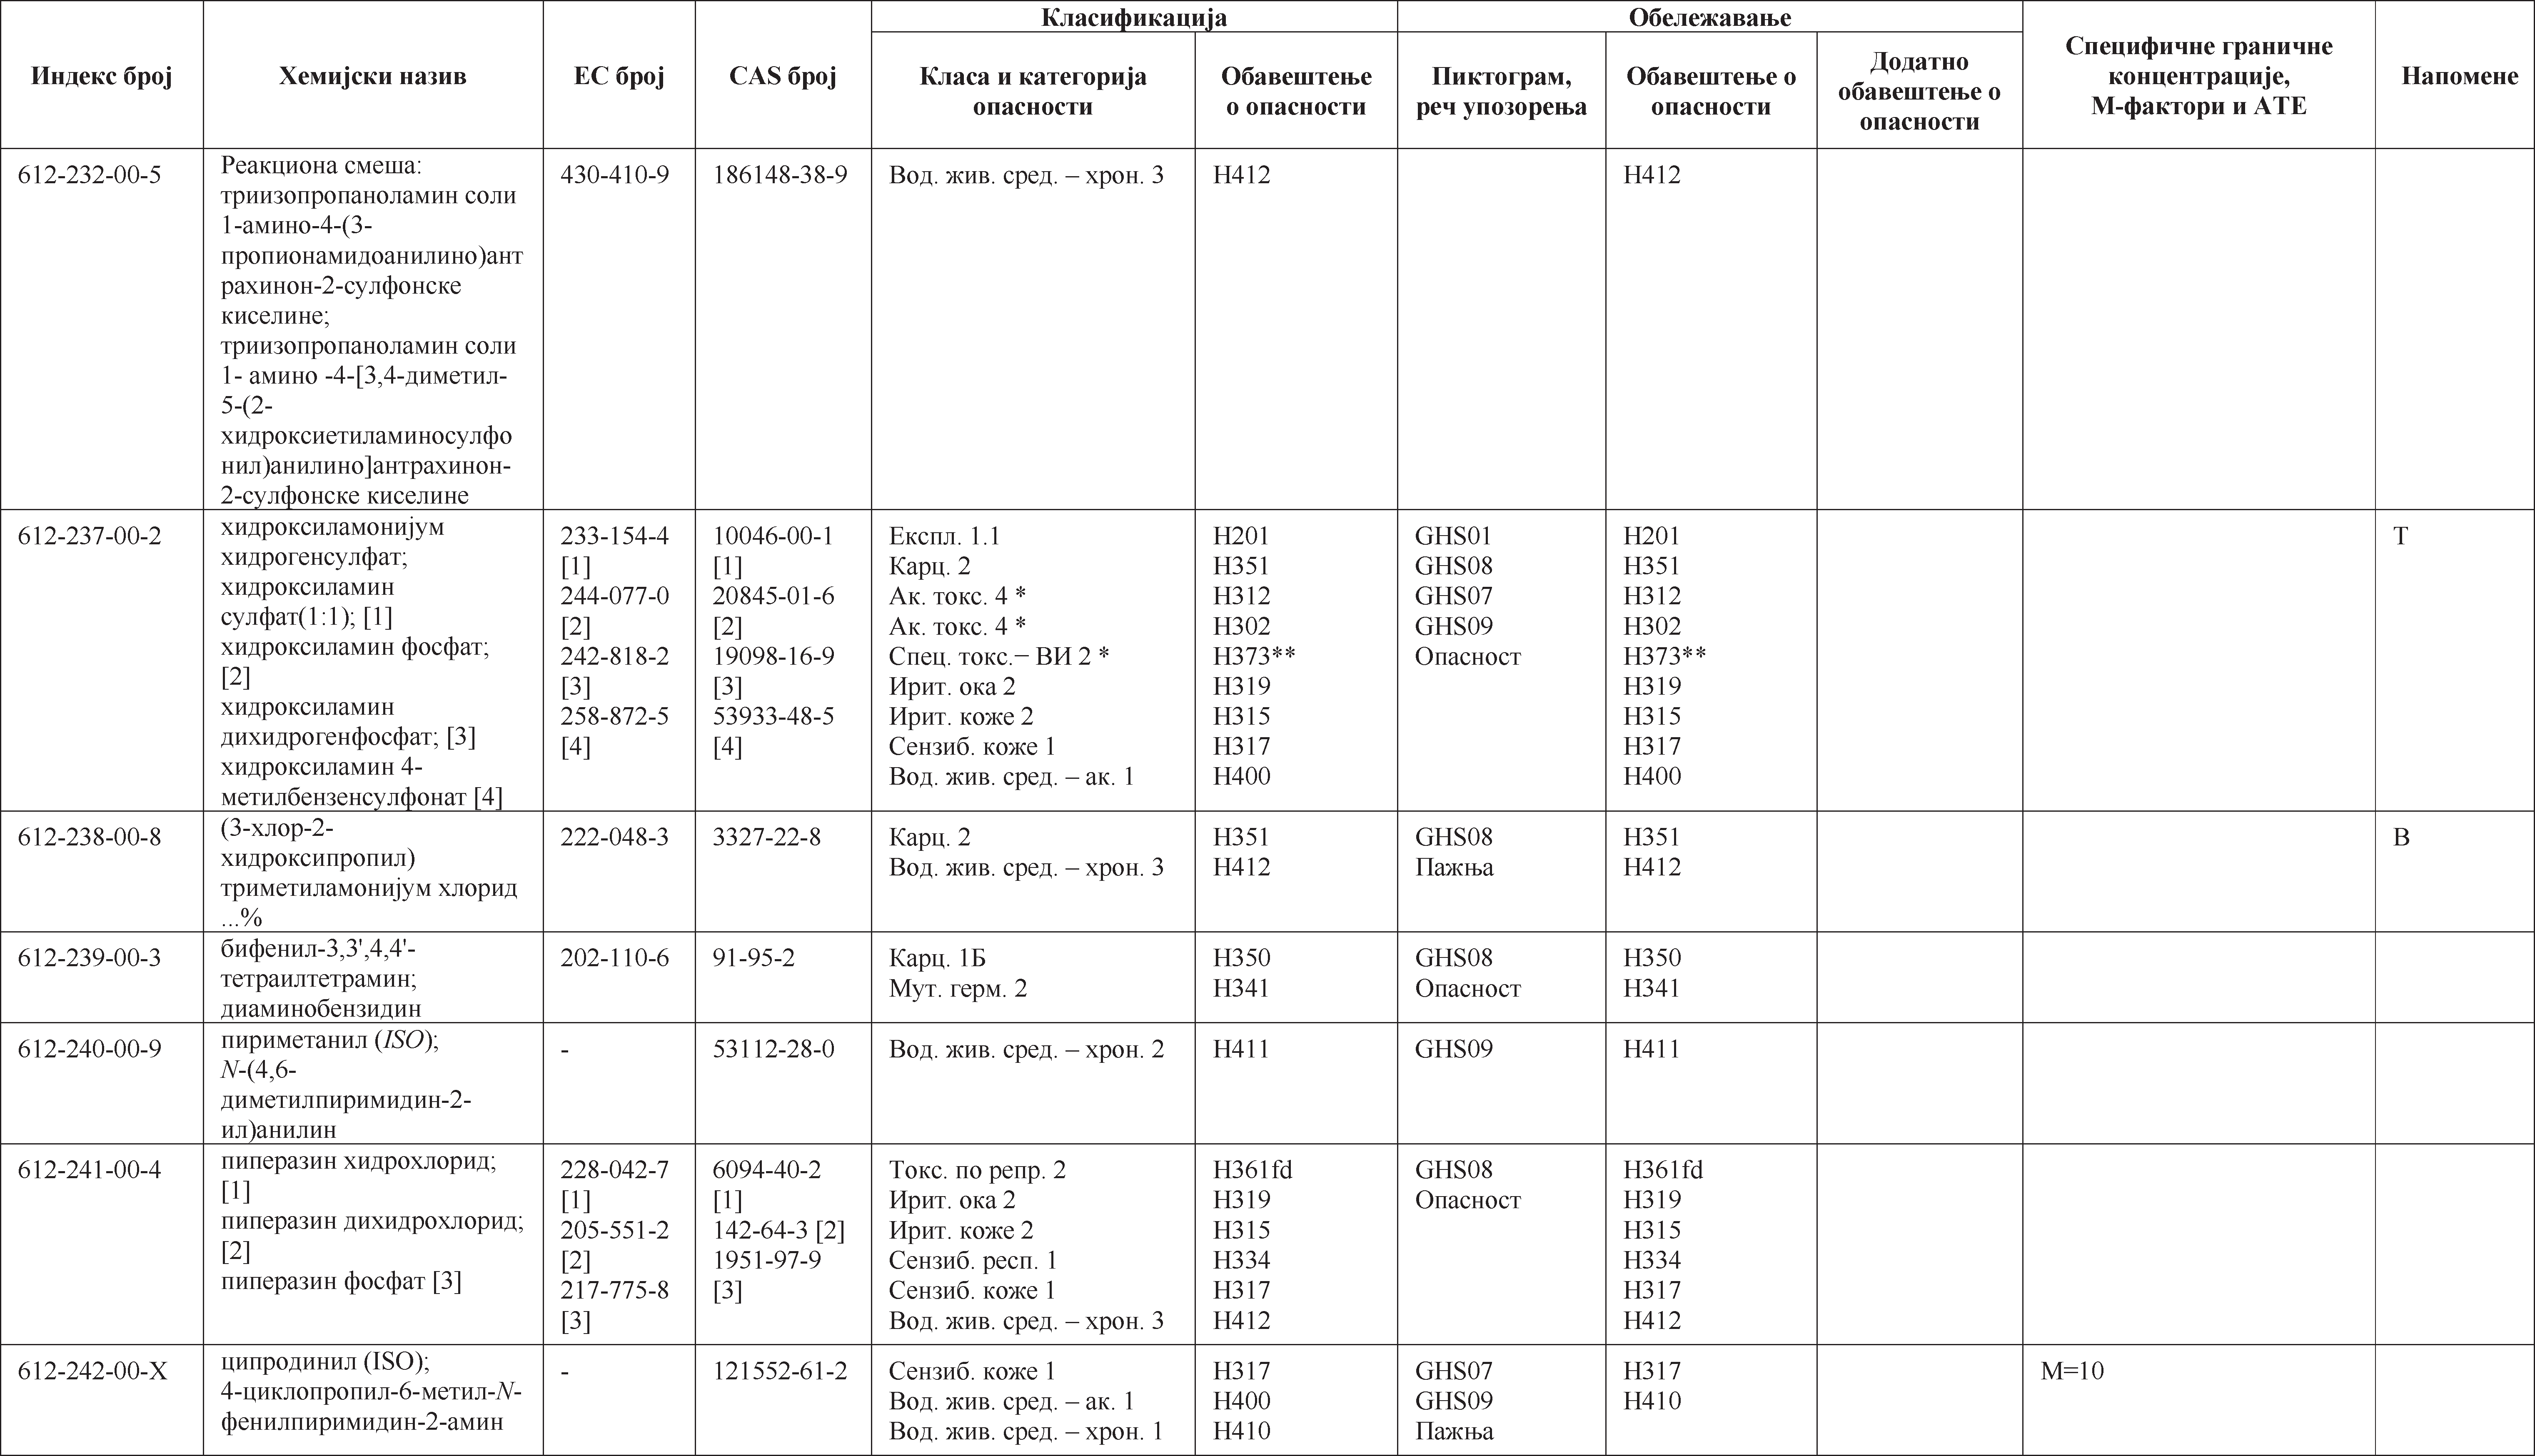 Индекс број
Хемијски назив
EC број
CAS број
Класификација
Обележавање
Класа и категорија
опасности
Обавештење
о опасности
Пиктограм,
реч упозорења
Обавештење о
опасности
Додатно
обавештење о
опасности
Специфичне граничне
концентрације,
М-фактори и АТЕ
Напомене
612-232-00-5
Реакциона смеша:
триизопропаноламин соли
1-амино-4-(3-
пропионамидоанилино)ант
рахинон-2-сулфонске
киселине;
триизопропаноламин соли
1- амино -4-[3,4-диметил-
5-(2-
хидроксиетиламиносулфо
нил)анилино]антрахинон-
2-сулфонске киселине
430-410-9
186148-38-9
Вод. жив. сред. – хрон. 3
H412
H412
612-237-00-2
хидроксиламонијум
хидрогенсулфат;
хидроксиламин
сулфат(1:1); [1]
хидроксиламин фосфат;
[2]
хидроксиламин
дихидрогенфосфат; [3]
хидроксиламин 4-
метилбензенсулфонат [4]
233-154-4
[1]
244-077-0
[2]
242-818-2
[3]
258-872-5
[4]
10046-00-1
[1]
20845-01-6
[2]
19098-16-9
[3]
53933-48-5
[4]
Експл. 1.1
Карц. 2
Ак. токс. 4 *
Ак. токс. 4 *
Спец. токс.− ВИ 2 *
Ирит. ока 2
Ирит. коже 2
Сензиб. коже 1
Вод. жив. сред. – ак. 1
H201
H351
H312
H302
H373**
H319
H315
H317
H400
GHS01
GHS08
GHS07
GHS09
Опасност
H201
H351
H312
H302
H373**
H319
H315
H317
H400
T
612-238-00-8
(3-хлор-2-
хидроксипропил)
триметиламонијум хлорид
...%
222-048-3
3327-22-8
Карц. 2
Вод. жив. сред. – хрон. 3
H351
H412
GHS08
Пажња
H351
H412
B
612-239-00-3
бифенил-3,3',4,4'-
тетраилтетрамин;
диаминобензидин
202-110-6
91-95-2
Карц. 1Б
Мут. герм. 2
H350
H341
GHS08
Опасност
H350
H341
612-240-00-9
пириметанил (ISO);
N-(4,6-
диметилпиримидин-2-
ил)анилин
-
53112-28-0
Вод. жив. сред. – хрон. 2
H411
GHS09
H411
612-241-00-4
пиперазин хидрохлорид;
[1]
пиперазин дихидрохлорид;
[2]
пиперазин фосфат [3]
228-042-7
[1]
205-551-2
[2]
217-775-8
[3]
6094-40-2
[1]
142-64-3 [2]
1951-97-9
[3]
Токс. по репр. 2
Ирит. ока 2
Ирит. коже 2
Сензиб. респ. 1
Сензиб. коже 1
Вод. жив. сред. – хрон. 3
H361fd
H319
H315
H334
H317
H412
GHS08
Опасност
H361fd
H319
H315
H334
H317
H412
612-242-00-X
ципродинил (ISO);
4-циклопропил-6-метил-N-
фенилпиримидин-2-амин
-
121552-61-2
Сензиб. коже 1
Вод. жив. сред. – ак. 1
Вод. жив. сред. – хрон. 1
H317
H400
H410
GHS07
GHS09
Пажња
H317
H410
M=10